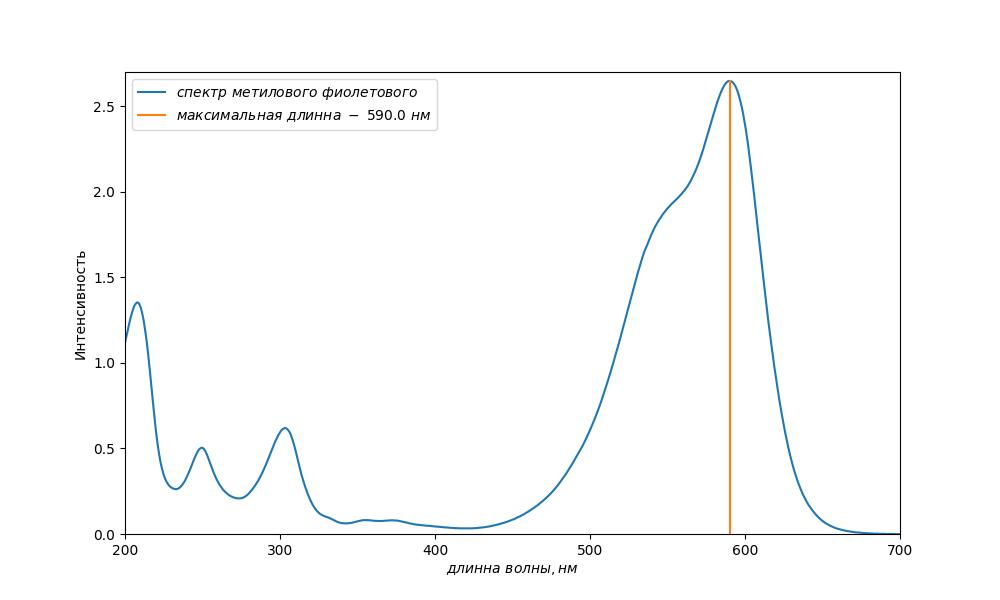 спектр метилового фиолетового
максимальная длинна − 590.0 нм
Интенсивность
2.5
2.0
1.5
1.0
0.5
0.0
200 300 400 500 600 700
длинна волны, нм